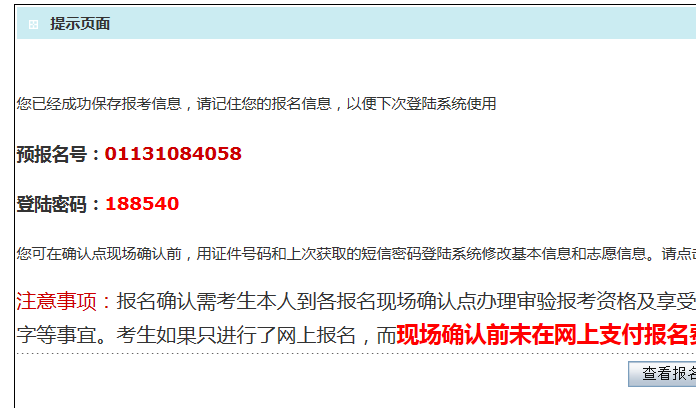 提示页面
您已经成功保存报考信息，请记住您的报名信息，以便下次登陆系统使用
预报名号：01131084058
登陆密码：188540
您可在确认点现场确认前，用证件号码和上次获取的短信密码登陆系统修改基本信息和志愿信息。请点
注意事项：报名确认需考生本人到各报名现场确认点办理审验报考资格及享受
字等事宜。考生如果只进行了网上报名，而现场确认前未在网上支付报名
查看报名